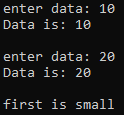 enter data: 10
Data is: 10
enter data: 20
Data is: 20
first is small